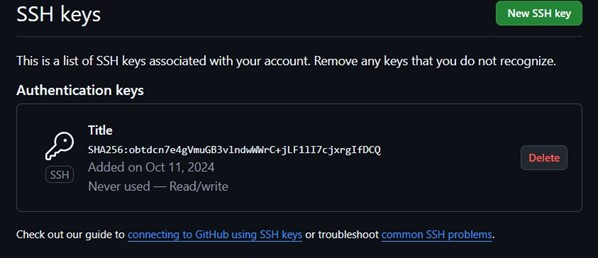 SSH keys
New SSH key
This is a list of SSH keys associated with your account. Remove any keys that you do not recognize.
Authentication keys
Title
SHA256:obtdcn7e4gVmuGB3vlndwWWrC+jLF1lI7cjxrgIfDCQ
Added on Oct 11, 2024
Never used — Read/write
SSH
Delete
Check out our guide to connecting to GitHub using SSH keys or troubleshoot common SSH problems.